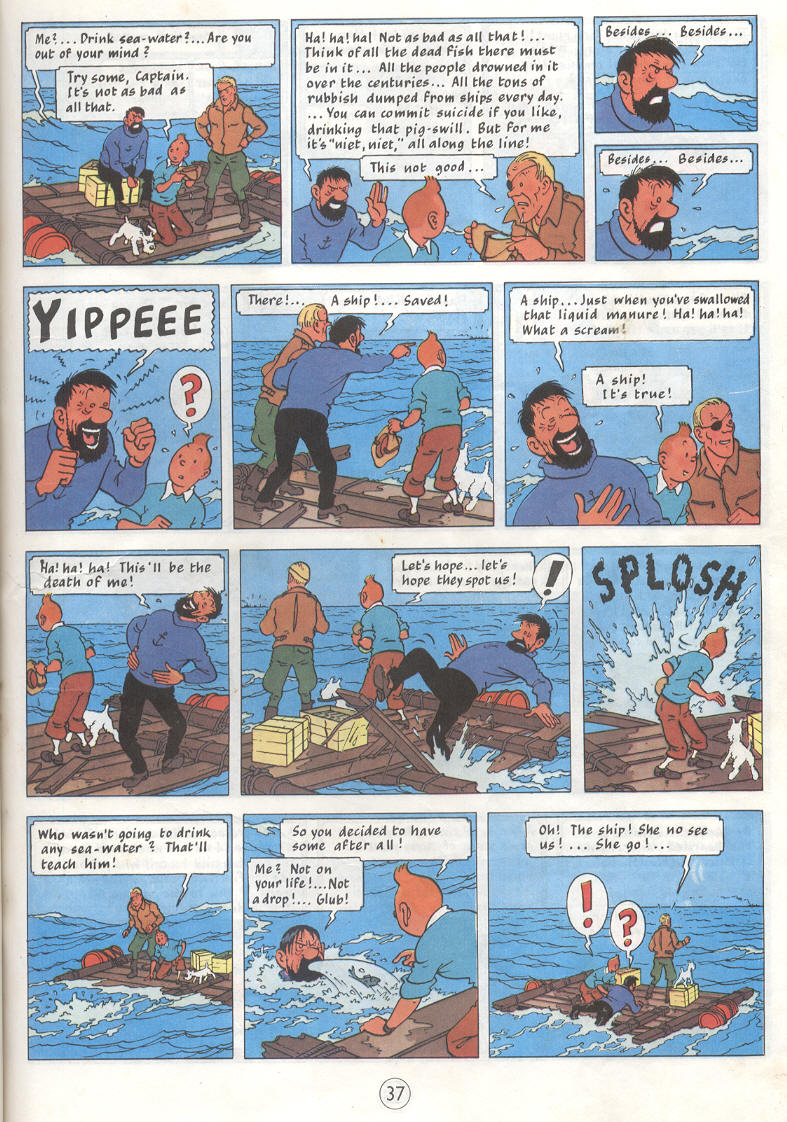 Me?... Drink sea-water?... Are you
out of your mind?
Try some, Captain.
It's not as bad as
all that.
Ha! ha! ha! Not as bad as all that!...
Think of all the dead fish there must
be in it... All the people drowned in it
over the centuries... All the tons of
rubbish dumped from ships every day.
...You can commit suicide if you like,
drinking that pig-swill. But for me
it's "niet, niet," all along the line!
This not good...
Besides... Besides...
Besides... Besides...
YIPPEEE
?
There!... A ship!... Saved!
A ship... Just when you've swallowed
that liquid manure! Ha! ha! ha!
What a scream!
A ship!
It's true!
Ha! ha! ha! This'll be the
death of me!
Let's hope... let's
hope they spot us!
!
SPLOSH
Who wasn't going to drink
any sea-water? That'll
teach him!
So you decided to have
some after all!
Me? Not on
your life!... Not
a drop!... Glub!
Oh! The ship! She no see
us!... She go!...
!
?
37